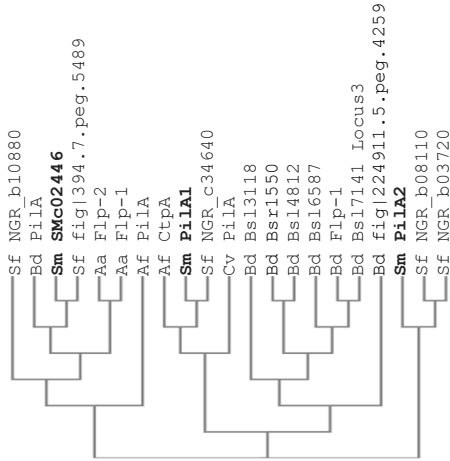 Sf NGR_b10880
Bd PilA
Sm SMc02446
Sf fig|394.7.peg.5489
Aa Flp-2
Aa Flp-1
Af PilA
Af CtpA
Sm PilA1
Sf NGR_c34640
Cv PilA
Bd Bsl3118
Bd Bsr1550
Bd Bsl4812
Bd Bsl6587
Bd Flp-1
Bd Bsl7141 Locus3
Bd fig|224911.5.peg.4259
Sm PilA2
Sf NGR_b08110
Sf NGR_b03720